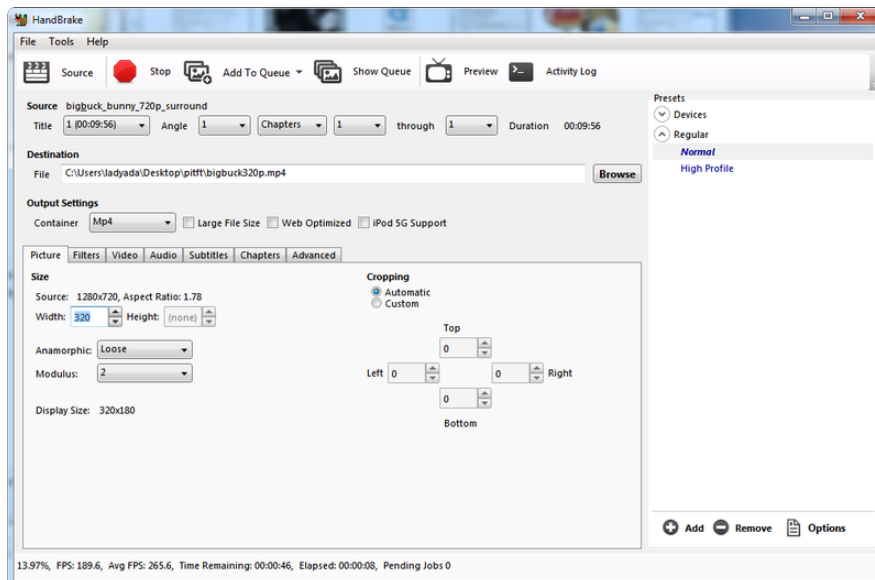 HandBrake
File Tools Help
Source Stop Add To Queue Show Queue Preview Activity Log
Source bigbuck_bunny_720p_surround
Title 1 (00:09:56) Angle 1 Chapters 1 through 1 Duration 00:09:56
Destination
File C:\Users\ladyada\Desktop\pitft\bigbuck320p.mp4 Browse
Output Settings
Container Mp4 Large File Size Web Optimized iPod 5G Support
Picture Filters Video Audio Subtitles Chapters Advanced
Size
Source: 1280x720, Aspect Ratio: 1.78
Width: 320 Height: (none)
Anamorphic: Loose
Modulus: 2
Display Size: 320x180
Cropping
Automatic
Custom
Top
0
Left 0 0 Right
0
Bottom
Presets
Devices
Regular
Normal
High Profile
Add Remove Options
13.97%, FPS: 189.6, Avg FPS: 265.6, Time Remaining: 00:00:46, Elapsed: 00:00:08, Pending Jobs 0